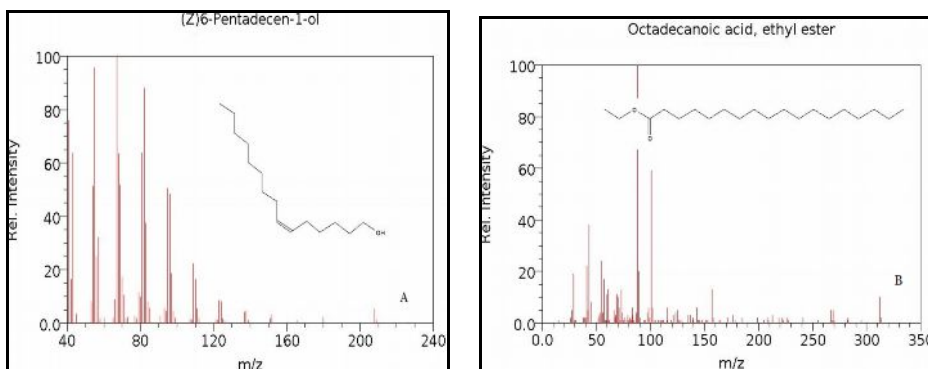 (Z)6-Pentadecen-1-ol
100
80
60
40
20
0.0
Rel. Intensity
40
80
120
160
200
240
m/z
OH
A
Octadecanoic acid, ethyl ester
100
80
60
40
20
0.0
Rel. Intensity
0.0
50
100
150
200
250
300
350
m/z
O
O
B